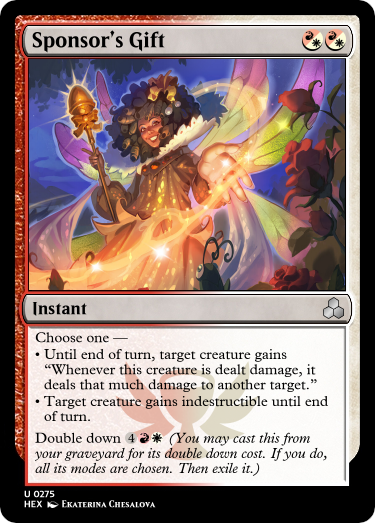 Sponsor's Gift
Instant
Choose one —
• Until end of turn, target creature gains
“Whenever this creature is dealt damage, it
deals that much damage to another target.”
• Target creature gains indestructible until end
of turn.
Double down 4 (You may cast this from
your graveyard for its double down cost. If you do,
all its modes are chosen. Then exile it.)
U 0275
HEX Ekaterina Chesalova